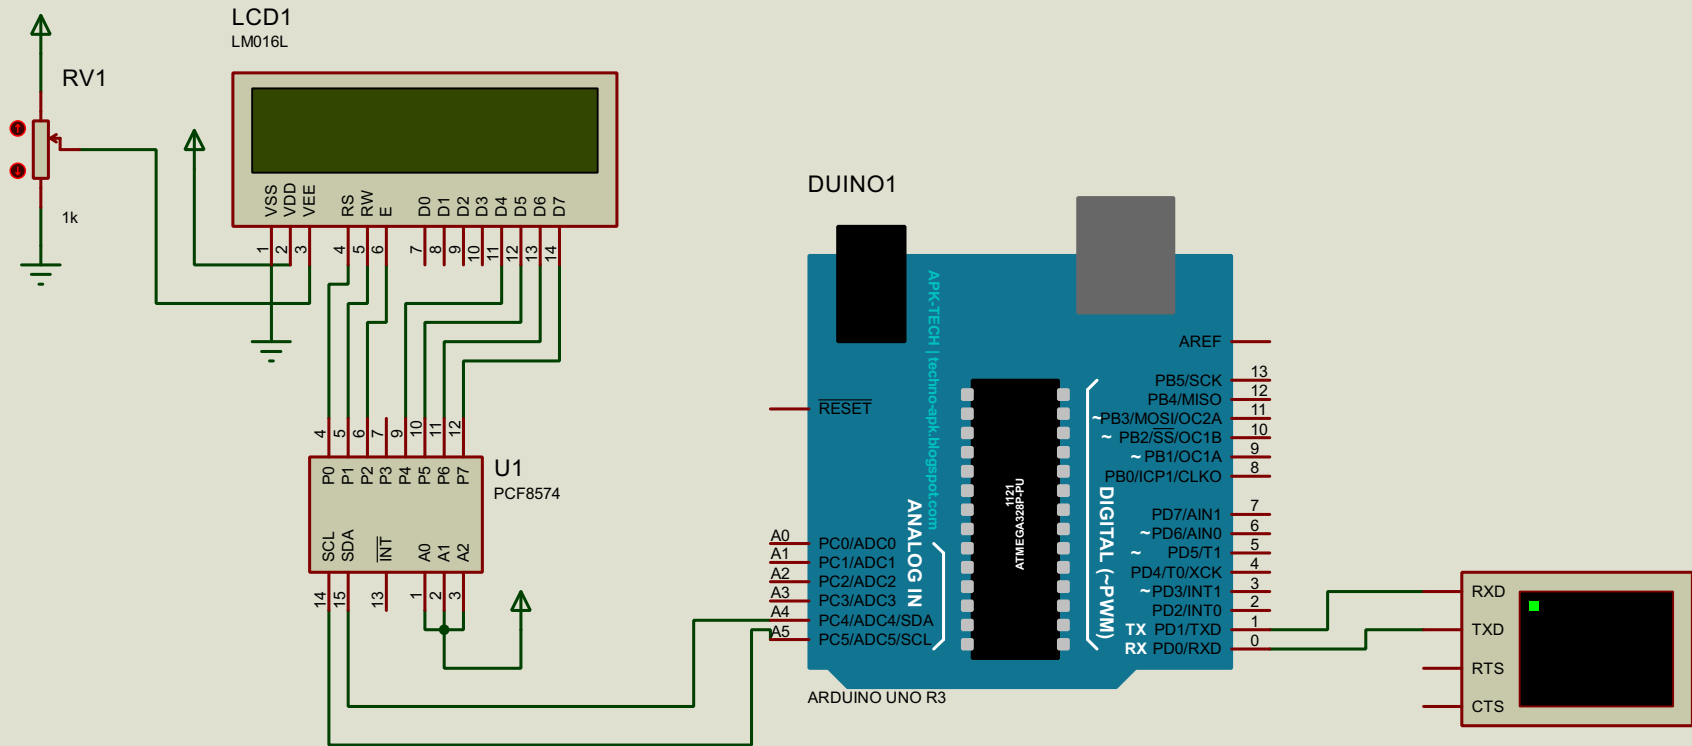 LCD1
LM016L
RV1
1k
VSS
VDD
VEE
RS
RW
E
D0
D1
D2
D3
D4
D5
D6
D7
1
2
3
4
5
6
7
8
9
10
11
12
13
14
U1
PCF8574
4
5
6
7
9
10
11
12
P0
P1
P2
P3
P4
P5
P6
P7
SCL
SDA
INT
A0
A1
A2
14
15
13
1
2
3
DUINO1
APK-TECH | techno-apk.blogspot.com
RESET
ANALOG IN
A0 PC0/ADC0
A1 PC1/ADC1
A2 PC2/ADC2
A3 PC3/ADC3
A4 PC4/ADC4/SDA
A5 PC5/ADC5/SCL
1121
ATMEGA328P-PU
DIGITAL (~PWM)
AREF
PB5/SCK 13
PB4/MISO 12
~PB3/MOSI/OC2A 11
~ PB2/SS/OC1B 10
~ PB1/OC1A 9
PB0/ICP1/CLKO 8
PD7/AIN1 7
~PD6/AIN0 6
~ PD5/T1 5
PD4/T0/XCK 4
~PD3/INT1 3
PD2/INT0 2
TX PD1/TXD 1
RX PD0/RXD 0
ARDUINO UNO R3
RXD
TXD
RTS
CTS